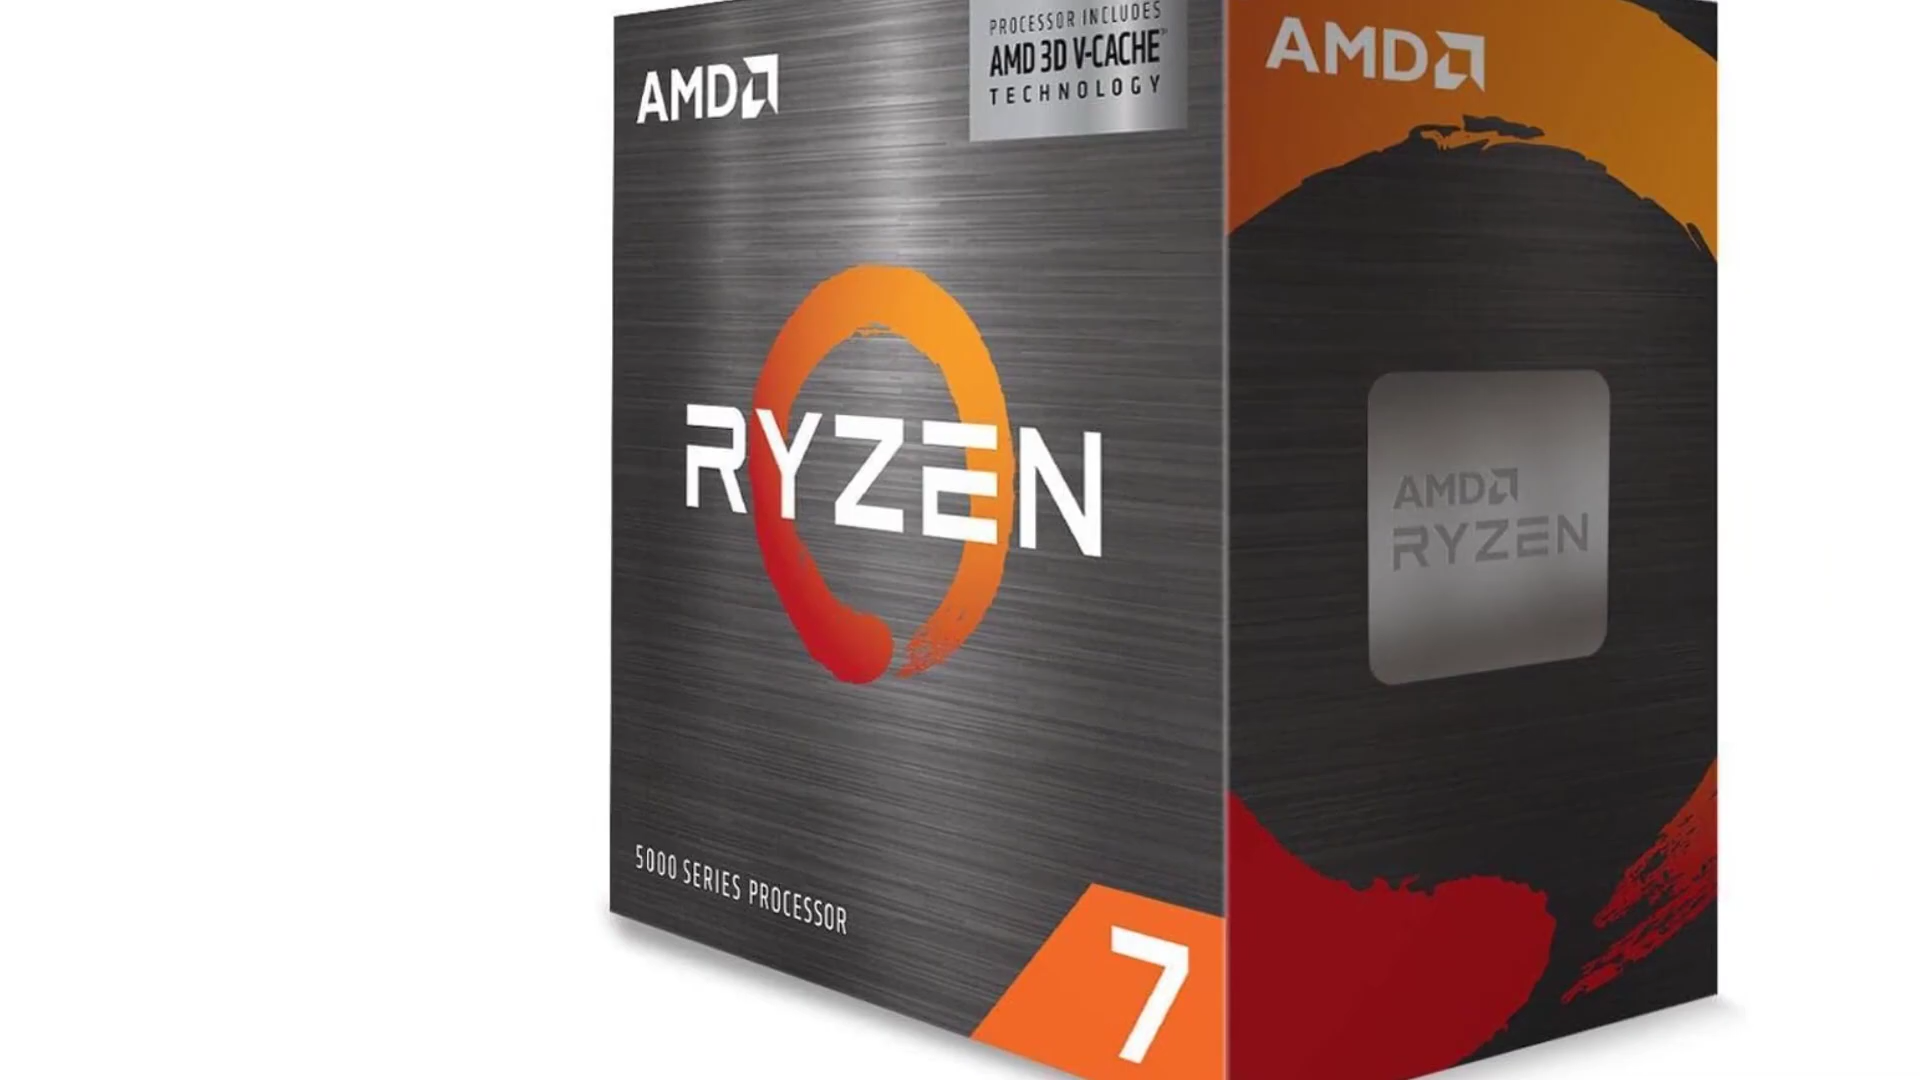 AMD
PROCESSOR INCLUDES
AMD 3D V-CACHE™
TECHNOLOGY
RYZEN
5000 SERIES PROCESSOR
7
AMD
AMD
RYZEN